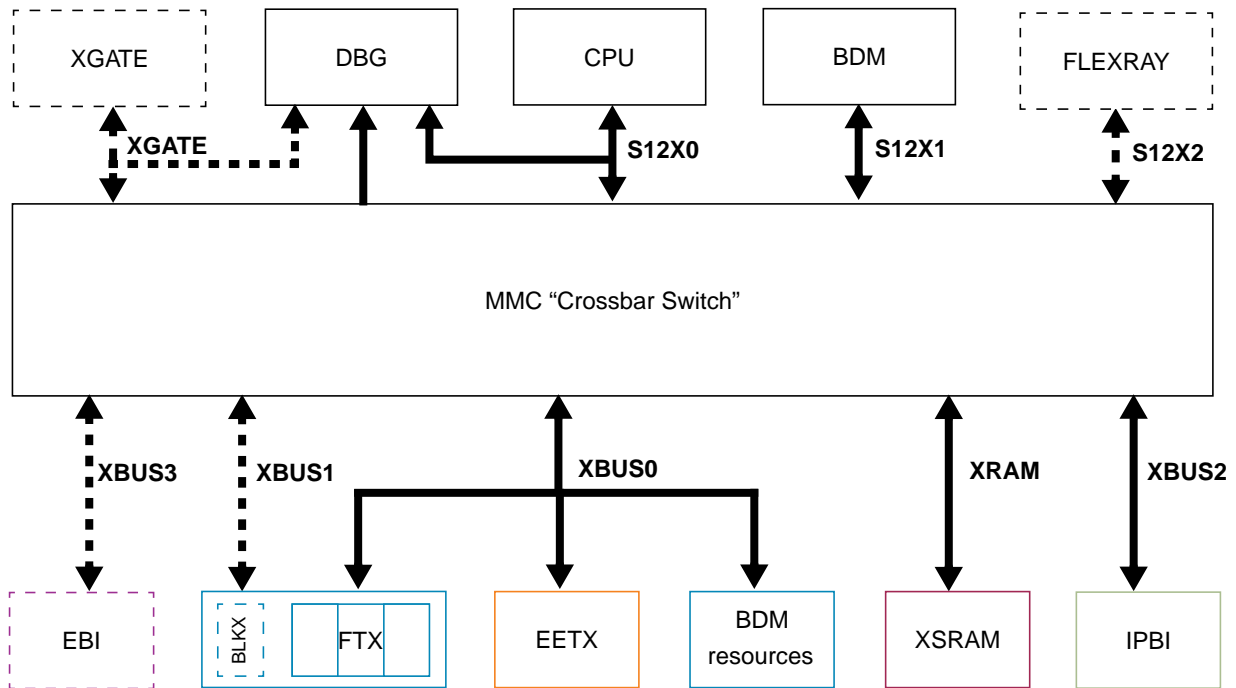 XGATE
DBG
CPU
BDM
FLEXRAY
XGATE
S12X0
S12X1
S12X2
MMC “Crossbar Switch”
XBUS3
XBUS1
XBUS0
XRAM
XBUS2
EBI
BLKX
FTX
EETX
BDM
resources
XSRAM
IPBI